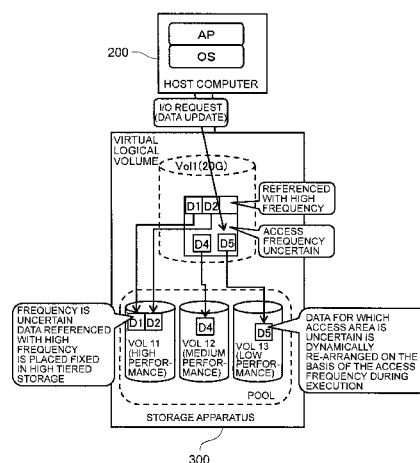 AP
OS
200
HOST COMPUTER
I/O REQUEST
(DATA UPDATE)
VIRTUAL
LOGICAL
VOLUME
Vol1(20G)
D1 D2
REFERENCED
WITH HIGH
FREQUENCY
D4 D5
ACCESS
FREQUENCY
UNCERTAIN
FREQUENCY IS
UNCERTAIN
DATA REFERENCED
WITH HIGH
FREQUENCY
IS PLACED FIXED
IN HIGH TIERED
STORAGE
D1 D2
VOL 11
(HIGH
PERFOR-
MANCE)
D4
VOL 12
(MEDIUM
PERFOR-
MANCE)
D5
VOL 13
(LOW
PERFOR-
MANCE)
DATA FOR WHICH
ACCESS AREA IS
UNCERTAIN IS
DYNAMICALLY
RE-ARRANGED ON THE
BASIS OF THE ACCESS
FREQUENCY DURING
EXECUTION
POOL
STORAGE APPARATUS
300